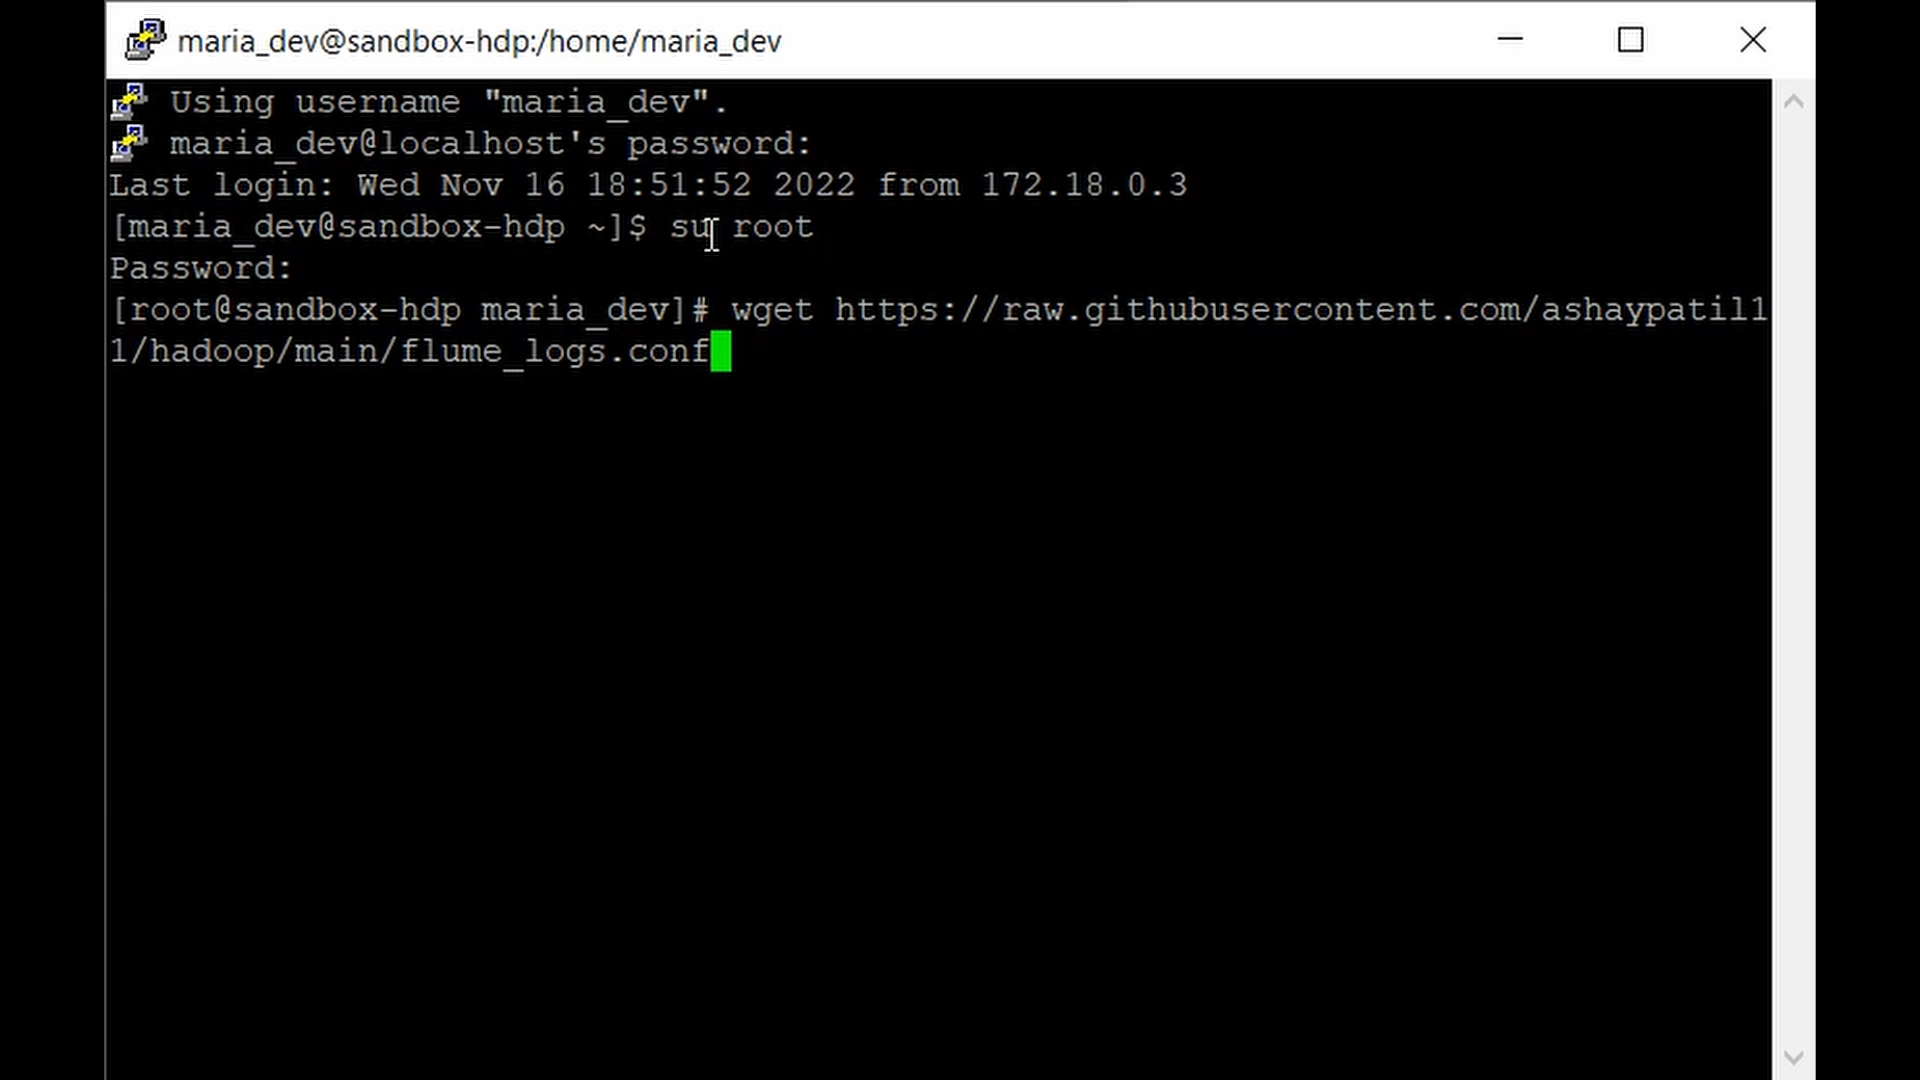 maria_dev@sandbox-hdp:/home/maria_dev
Using username "maria_dev".
maria_dev@localhost's password:
Last login: Wed Nov 16 18:51:52 2022 from 172.18.0.3
[maria_dev@sandbox-hdp ~]$ su root
Password:
[root@sandbox-hdp maria_dev]# wget https://raw.githubusercontent.com/ashaypatil1
1/hadoop/main/flume_logs.conf